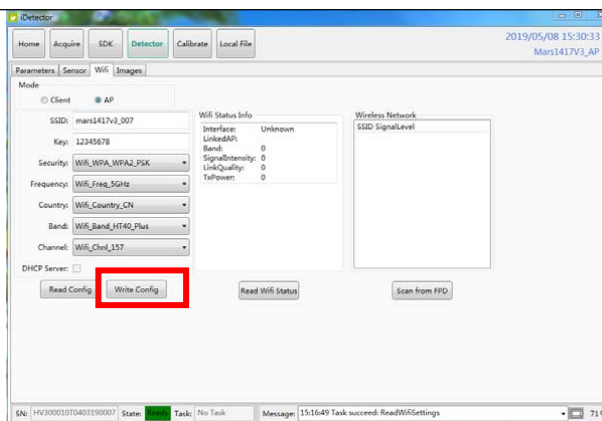 iDetector
Home Acquire SDK Detector Calibrate Local File
2019/05/08 15:30:33
Mars1417V3_AP
Parameters Sensor Wifi Images
Mode
Client AP
SSID: mars1417v3_007
Key: 12345678
Security: Wifi_WPA_WPA2_PSK
Frequency: Wifi_Freq_5GHz
Country: Wifi_Country_CN
Band: Wifi_Band_HT40_Plus
Channel: Wifi_Chnl_157
DHCP Server:
Read Config Write Config
Wifi Status Info
Interface: Unknown
LinkedAP:
Band: 0
SignalIntensity: 0
LinkQuality: 0
TxPower: 0
Read Wifi Status
Wireless Network
SSID SignalLevel
Scan from FPD
SN: HV300010T0403190007 State: Ready Task: No Task Message: 15:16:49 Task succeed: ReadWifiSettings 719